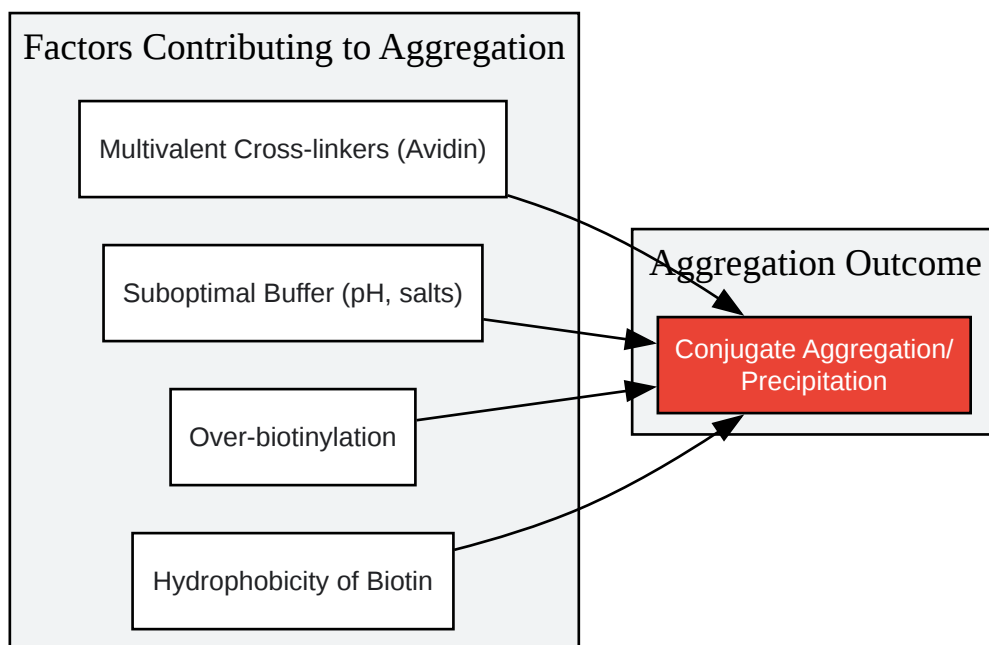 Factors Contributing to Aggregation
Multivalent Cross-linkers (Avidin)
Suboptimal Buffer (pH, salts)
Over-biotinylation
Hydrophobicity of Biotin
Aggregation Outcome
Conjugate Aggregation/
Precipitation